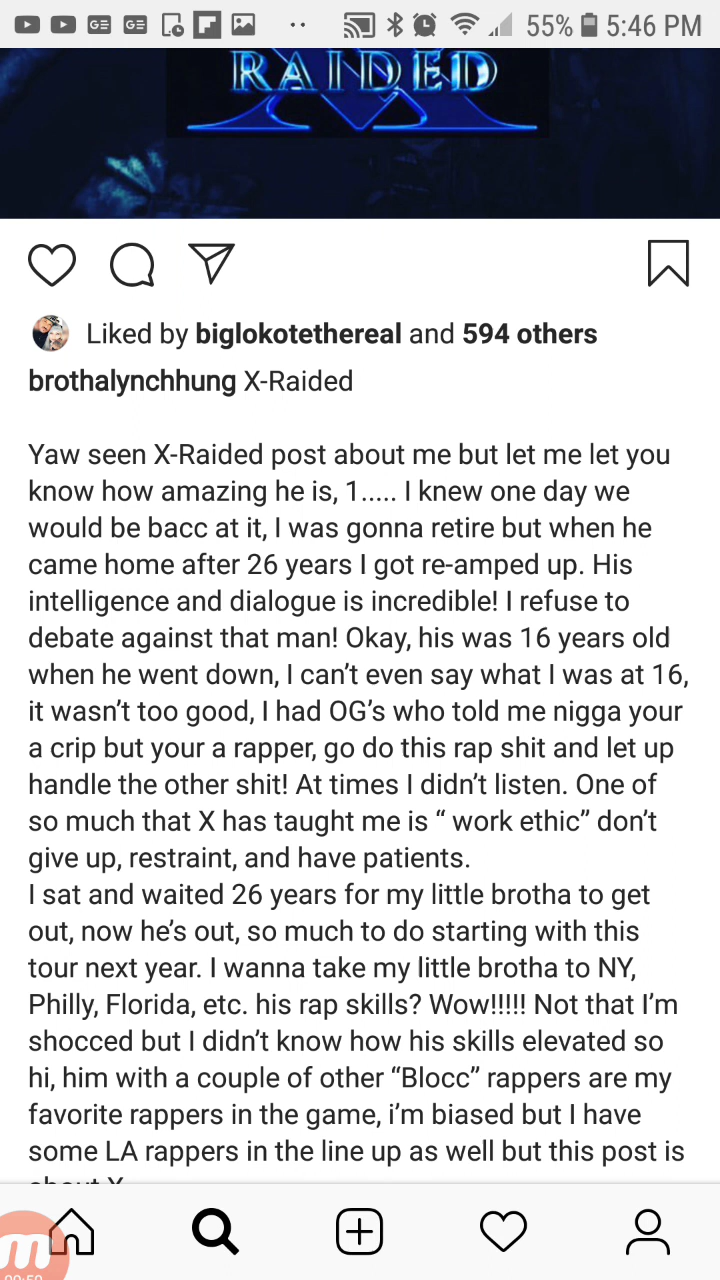 55% 5:46 PM
RAIDED
Liked by biglokotethereal and 594 others
brothalynchhung X-Raided
Yaw seen X-Raided post about me but let me let you
know how amazing he is, 1..... I knew one day we
would be bacc at it, I was gonna retire but when he
came home after 26 years I got re-amped up. His
intelligence and dialogue is incredible! I refuse to
debate against that man! Okay, his was 16 years old
when he went down, I can’t even say what I was at 16,
it wasn’t too good, I had OG’s who told me nigga your
a crip but your a rapper, go do this rap shit and let up
handle the other shit! At times I didn’t listen. One of
so much that X has taught me is “ work ethic” don’t
give up, restraint, and have patients.
I sat and waited 26 years for my little brotha to get
out, now he’s out, so much to do starting with this
tour next year. I wanna take my little brotha to NY,
Philly, Florida, etc. his rap skills? Wow!!!!! Not that I’m
shocced but I didn’t know how his skills elevated so
hi, him with a couple of other “Blocc” rappers are my
favorite rappers in the game, i’m biased but I have
some LA rappers in the line up as well but this post is
about X